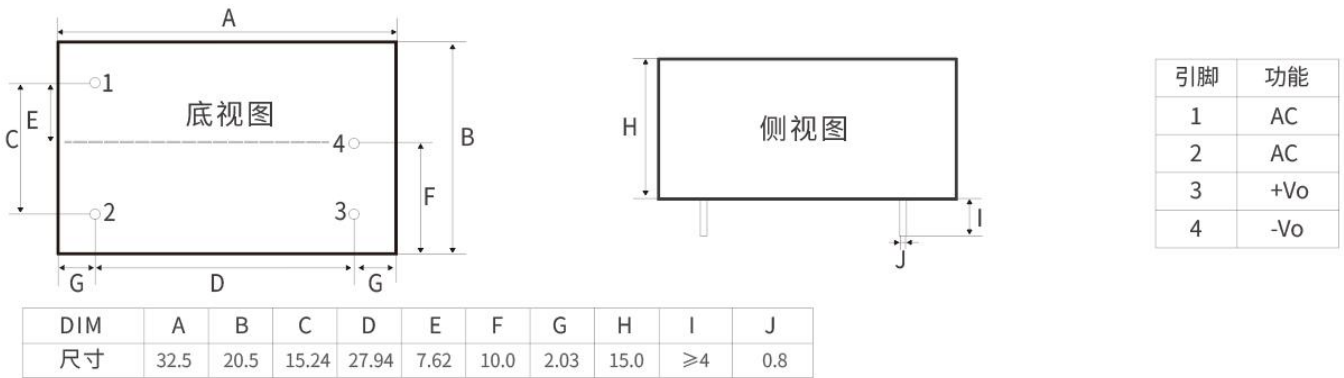 A
1
底视图
E
C
4
B
H
侧视图
F
2
3
I
J
G
D
G
引脚 功能
1 AC
2 AC
3 +Vo
4 -Vo
DIM A B C D E F G H I J
尺寸 32.5 20.5 15.24 27.94 7.62 10.0 2.03 15.0 ≥4 0.8